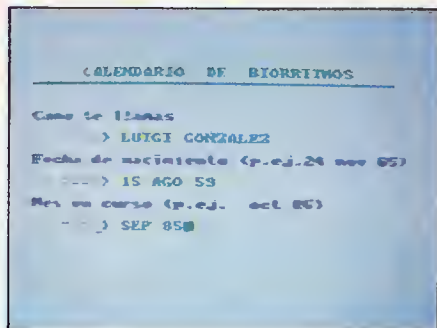 CALENDARIO DE BIORRITMOS
Como te llamas
> LUIGI GONZALEZ
Fecha de nacimiento (p.ej.24 nov 65)
---> 15 AGO 59
Mes en curso (p.ej. oct 86)
---> SEP 85